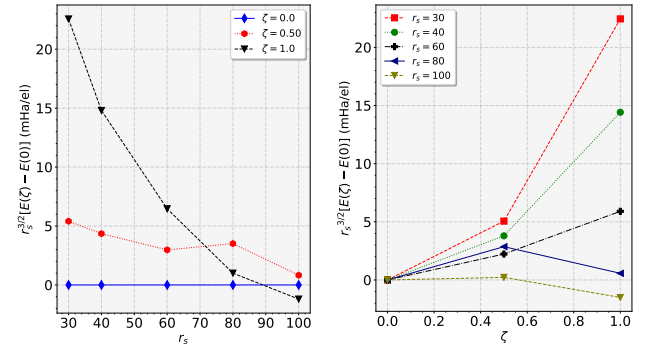 ζ = 0.0
ζ = 0.50
ζ = 1.0
20
15
10
5
0
r_s^{3/2}[E(ζ) − E(0)] (mHa/el)
30 40 50 60 70 80 90 100
r_s
r_s = 30
r_s = 40
r_s = 60
r_s = 80
r_s = 100
20
15
10
5
0
r_s^{3/2}[E(ζ) − E(0)] (mHa/el)
0.0 0.2 0.4 0.6 0.8 1.0
ζ